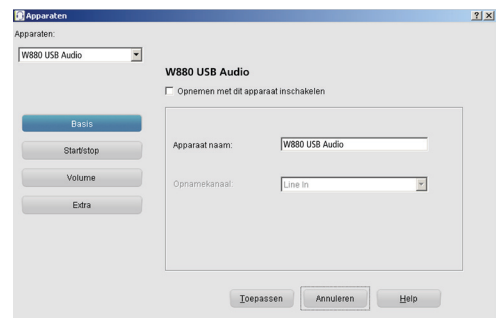 Apparaten
Apparaten:
W880 USB Audio
W880 USB Audio
Opnemen met dit apparaat inschakelen
Basis
Start/stop
Volume
Extra
Apparaat naam:
W880 USB Audio
Opnamekanaal:
Line In
Toepassen
Annuleren
Help